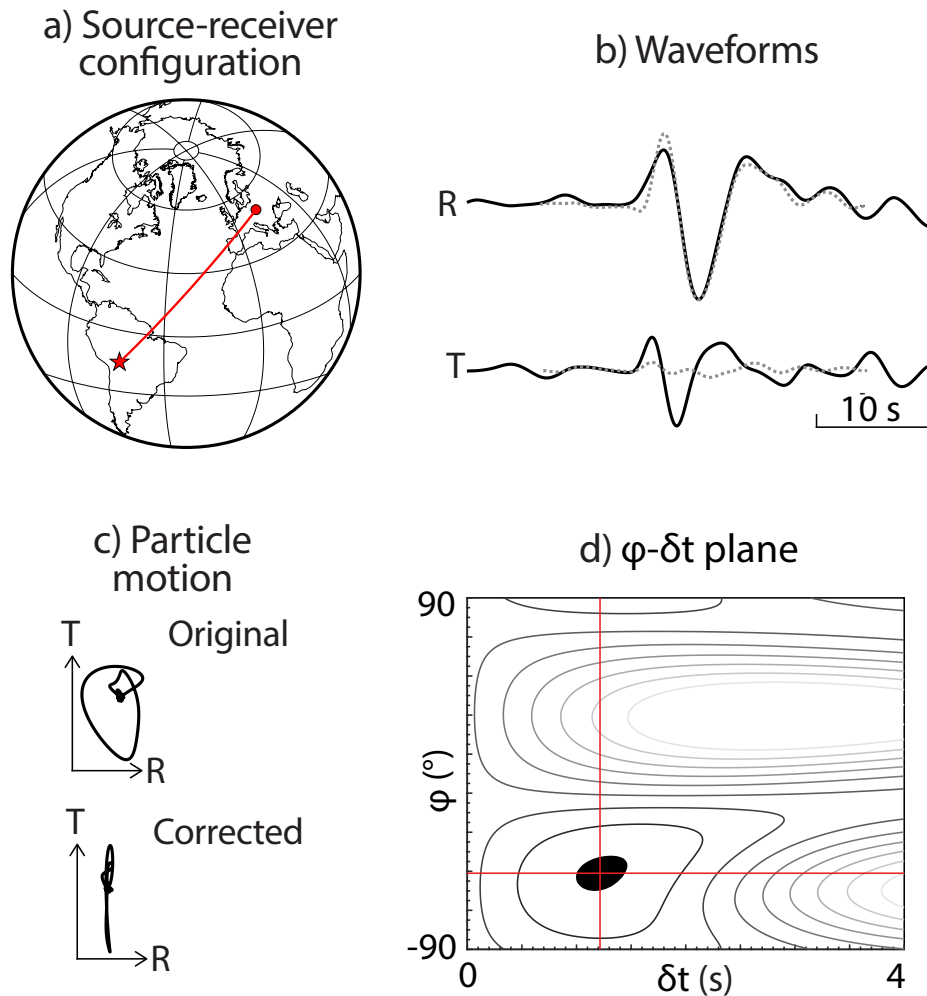 a) Source-receiver
configuration
b) Waveforms
R
T
10 s
c) Particle
motion
T
Original
R
T
Corrected
R
d) φ-δt plane
90
φ (°)
-90
0
δt (s)
4